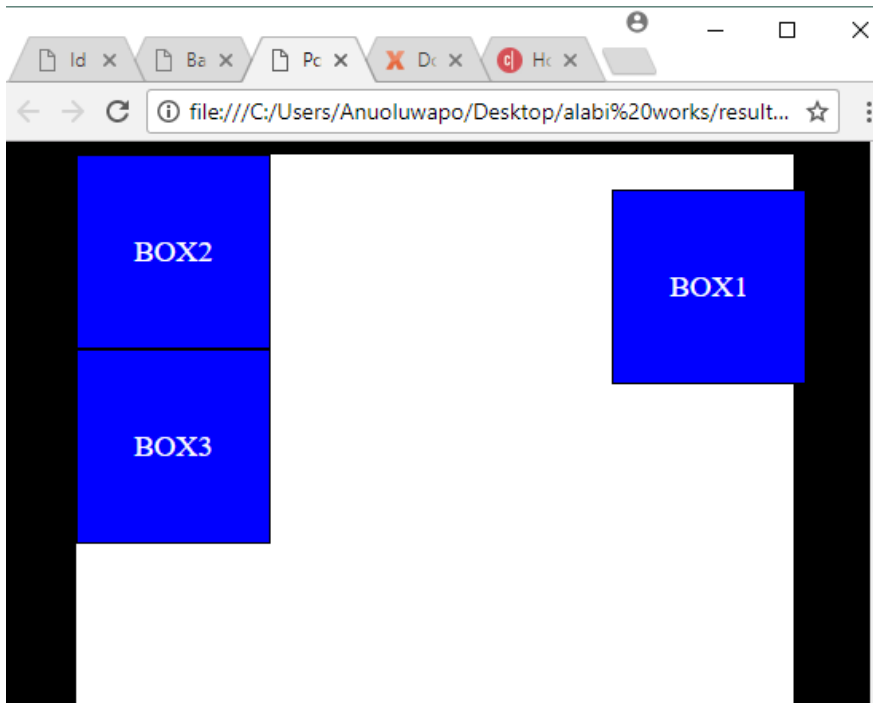 Id
Ba
Pc
Dc
Hc
file:///C:/Users/Anuoluwapo/Desktop/alabi%20works/result...
BOX2
BOX1
BOX3